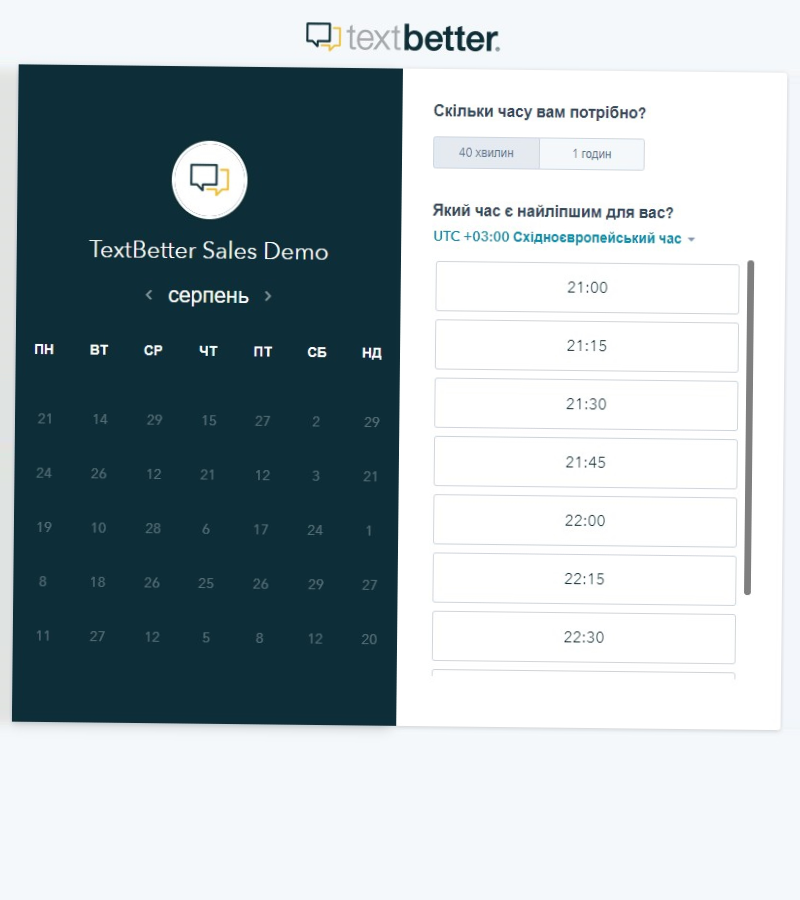 textbetter.
TextBetter Sales Demo
серпень
ПН ВТ СР ЧТ ПТ СБ НД
21 14 29 15 27 2 29
24 26 12 21 12 3 21
19 10 28 6 17 24 1
8 18 26 25 26 29 27
11 27 12 5 8 12 20
Скільки часу вам потрібно?
40 хвилин 1 годин
Який час є найліпшим для вас?
UTC +03:00 Східноєвропейський час
21:00
21:15
21:30
21:45
22:00
22:15
22:30